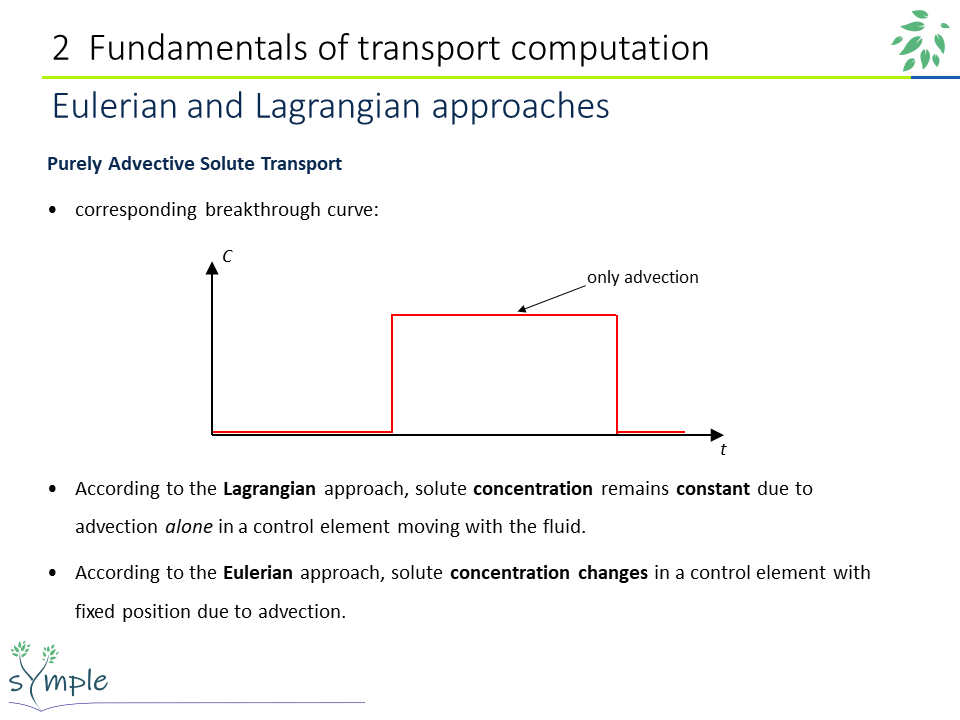 2 Fundamentals of transport computation
Eulerian and Lagrangian approaches
Purely Advective Solute Transport
• corresponding breakthrough curve:
C
only advection
t
• According to the Lagrangian approach, solute concentration remains constant due to
advection alone in a control element moving with the fluid.
• According to the Eulerian approach, solute concentration changes in a control element with
fixed position due to advection.
sYmple